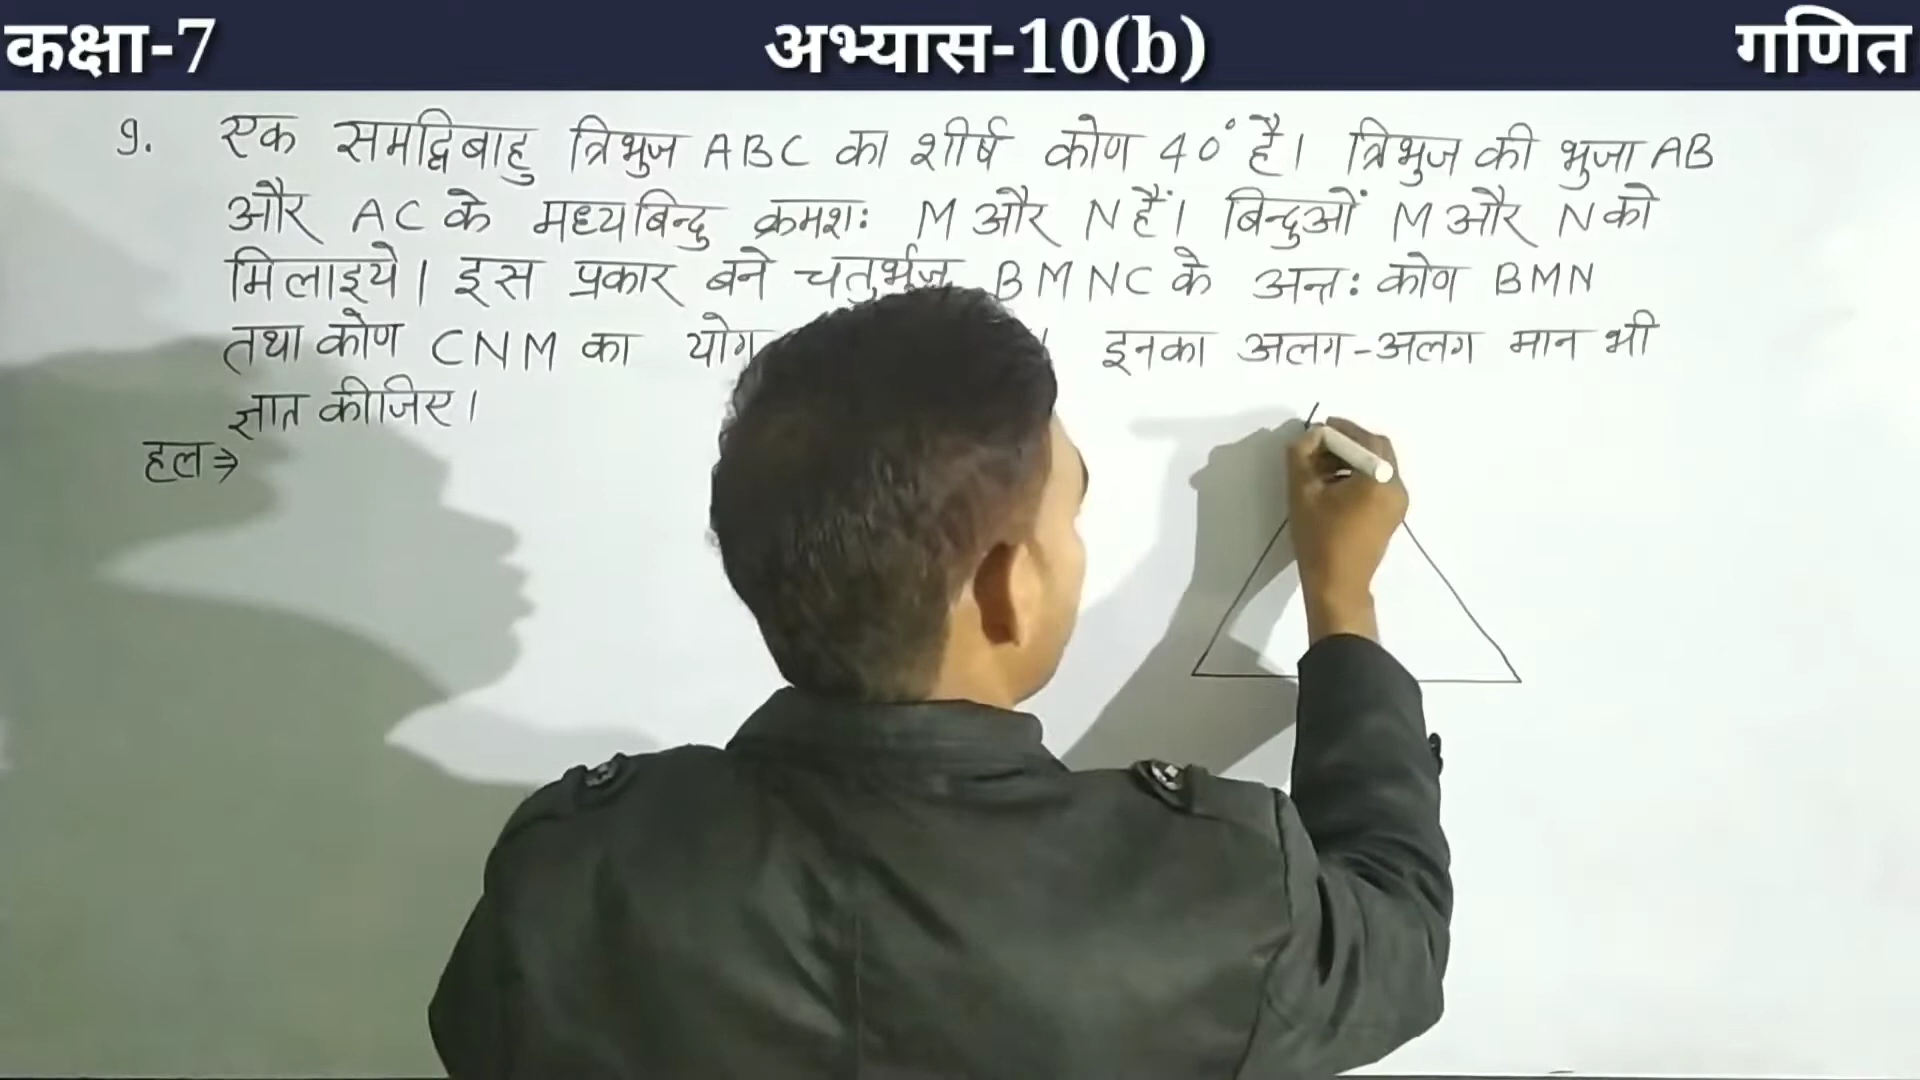 कक्षा-7 अभ्यास-10(b) गणित
9. एक समद्विबाहु त्रिभुज ABC का शीर्ष कोण 40° है। त्रिभुज की भुजा AB
और AC के मध्यबिन्दु क्रमशः M और N हैं। बिन्दुओं M और N को
मिलाइये। इस प्रकार बने चतुर्भुज BMNC के अन्तः कोण BMN
तथा कोण CNM का योग । इनका अलग-अलग मान भी
ज्ञात कीजिए।
हल⇒